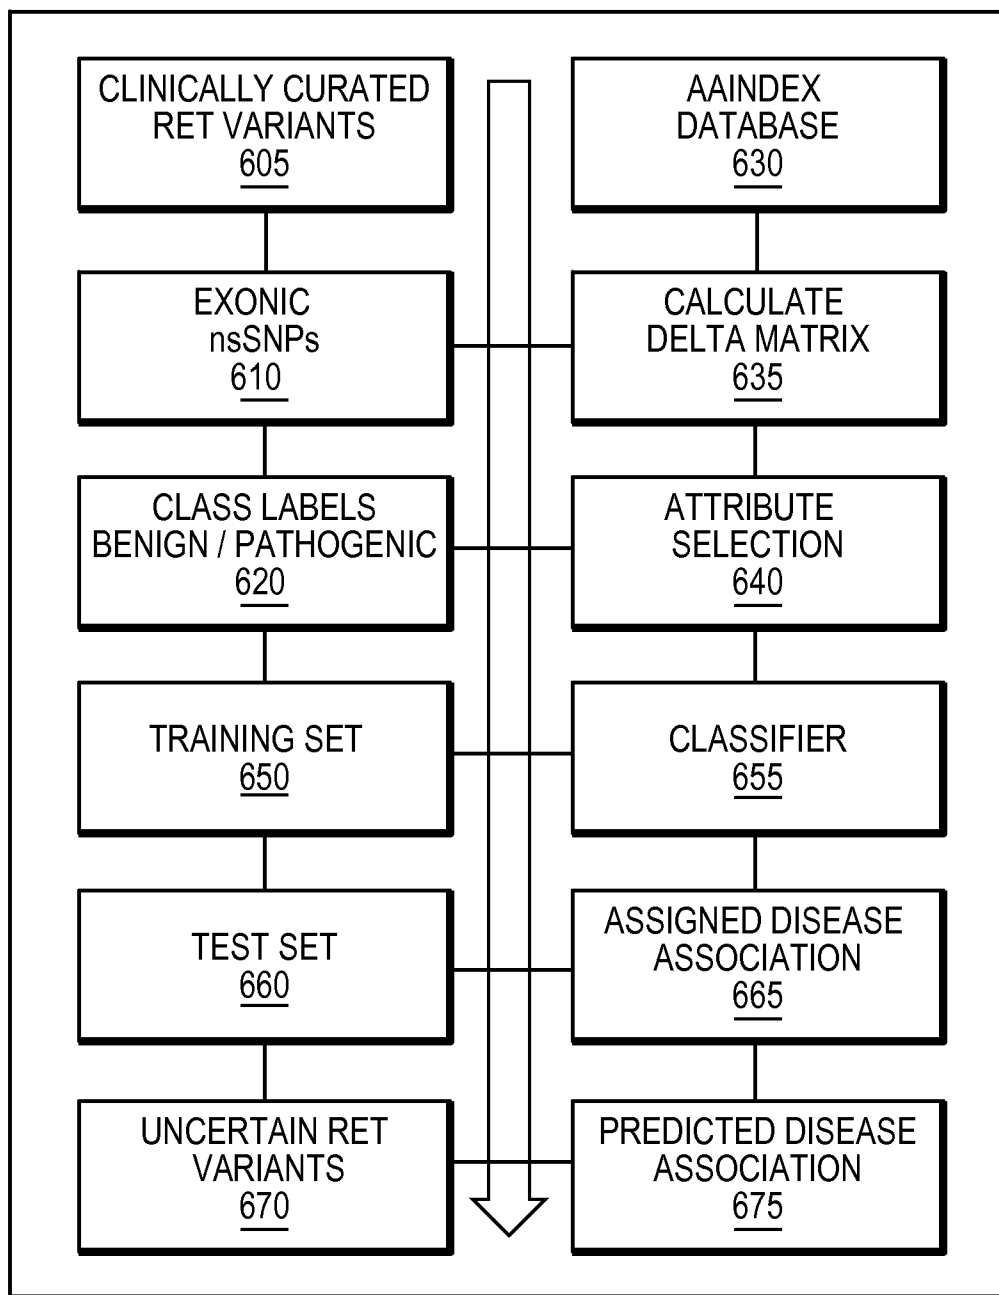 CLINICALLY CURATED
RET VARIANTS
605
AAINDEX
DATABASE
630
EXONIC
nsSNPs
610
CALCULATE
DELTA MATRIX
635
CLASS LABELS
BENIGN / PATHOGENIC
620
ATTRIBUTE
SELECTION
640
TRAINING SET
650
CLASSIFIER
655
TEST SET
660
ASSIGNED DISEASE
ASSOCIATION
665
UNCERTAIN RET
VARIANTS
670
PREDICTED DISEASE
ASSOCIATION
675